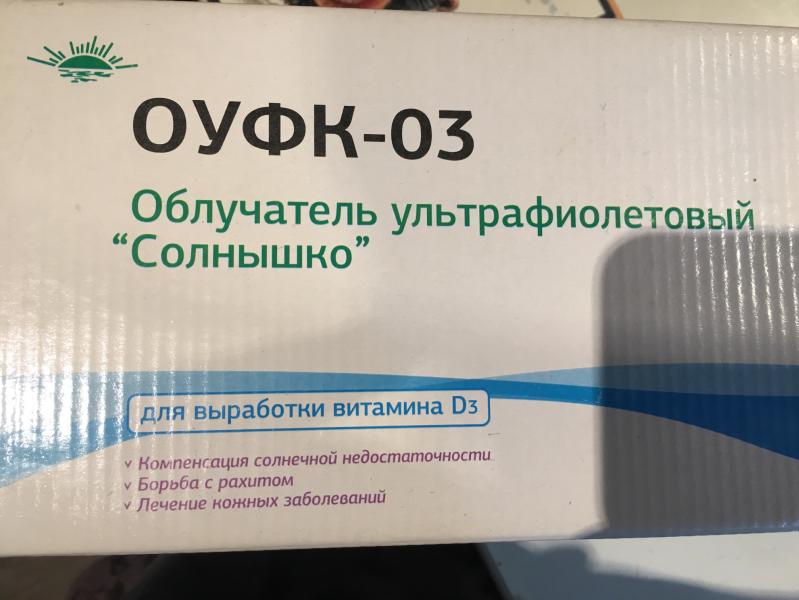 ОУФК-03
Облучатель ультрафиолетовый
“Солнышко”
для выработки витамина D3
˅ Компенсация солнечной недостаточности
˅ Борьба с рахитом
˅ Лечение кожных заболеваний